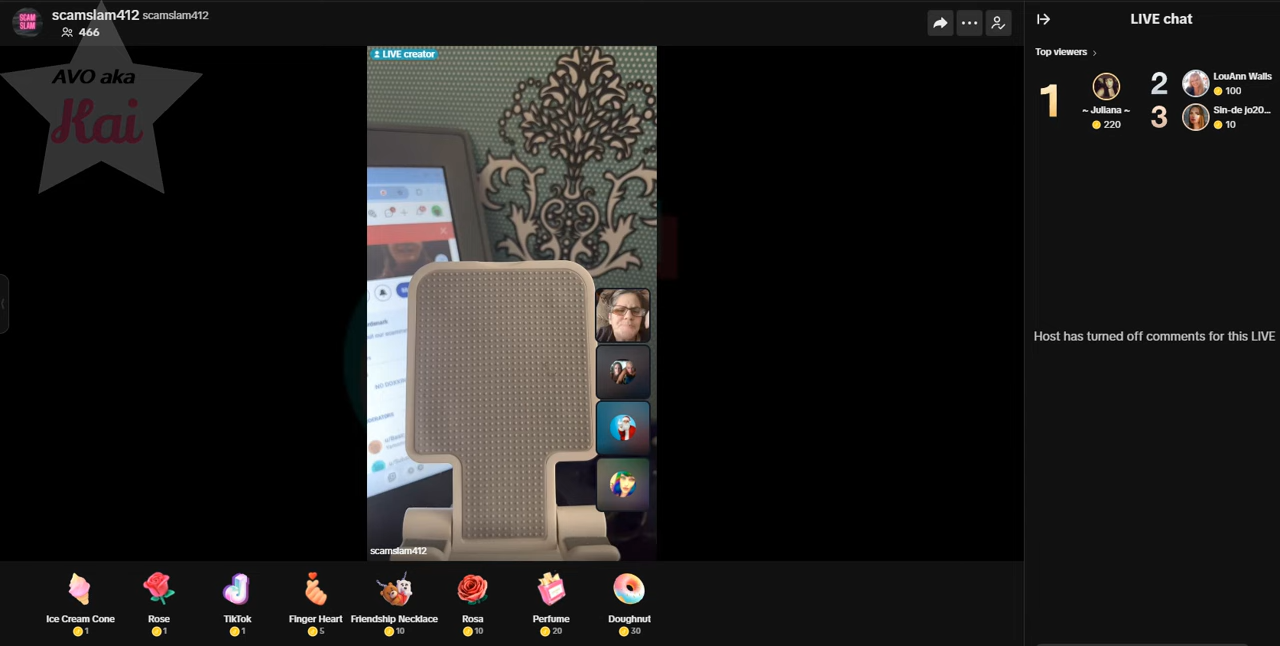 SCAM
SLAM
scamslam412 scamslam412
466
AVO aka
Kai
LIVE creator
scamslam412
Ice Cream Cone
1
Rose
1
TikTok
1
Finger Heart
5
Friendship Necklace
10
Rosa
10
Perfume
20
Doughnut
30
LIVE chat
Top viewers
1
~ Juliana ~
220
2
LouAnn Walls
100
3
Sin-de jo20...
10
Host has turned off comments for this LIVE